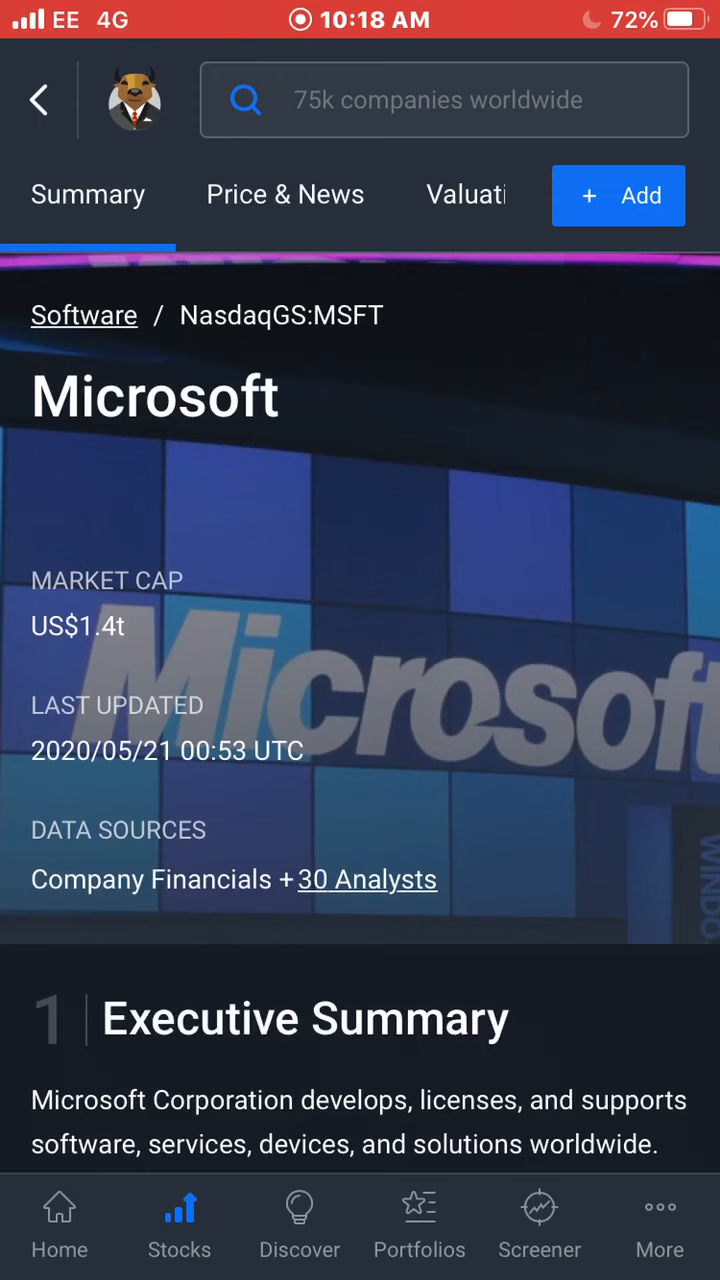 EE 4G 10:18 AM 72%
75k companies worldwide
Summary Price & News Valuati + Add
Software / NasdaqGS:MSFT
Microsoft
MARKET CAP
US$1.4t
Microsoft
LAST UPDATED
2020/05/21 00:53 UTC
DATA SOURCES
Company Financials + 30 Analysts
WINDO
1 Executive Summary
Microsoft Corporation develops, licenses, and supports
software, services, devices, and solutions worldwide.
Home Stocks Discover Portfolios Screener More